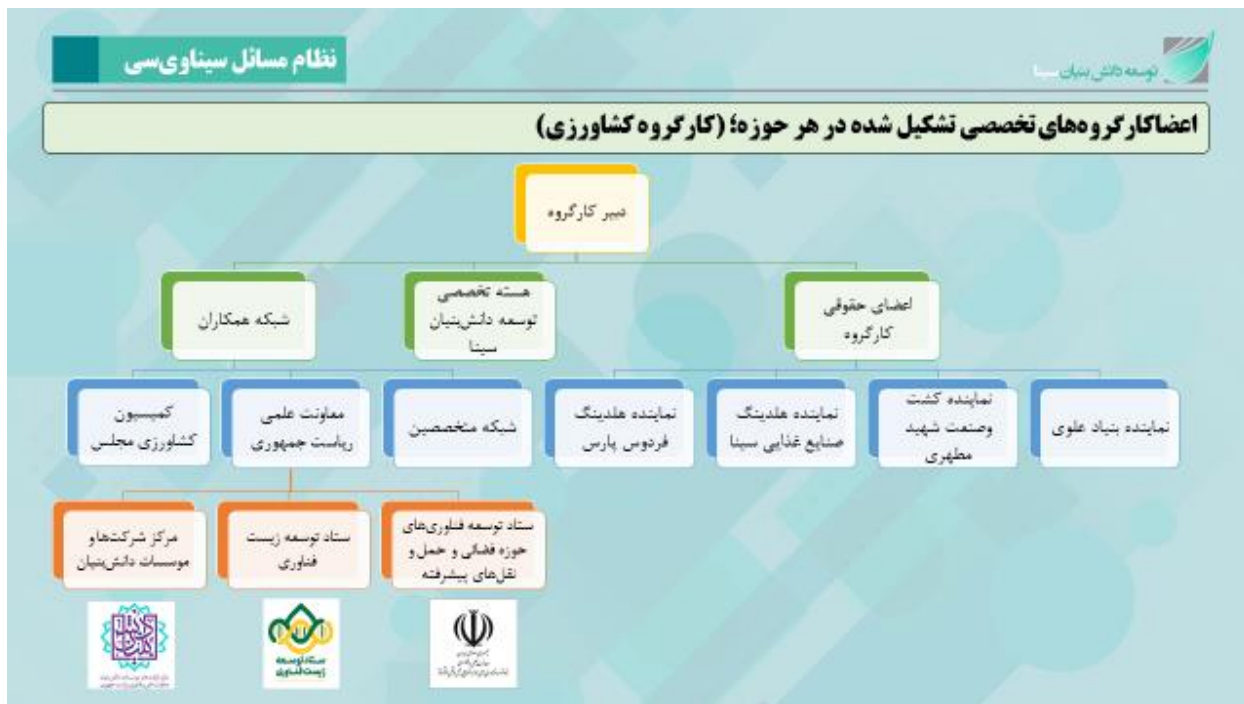 نظام مسائل سیناوی‌سی
توسعه دانش بنیان سینا
اعضاکارگروه‌های تخصصی تشکیل شده در هر حوزه؛ (کارگروه کشاورزی)
دبیر کارگروه
اعضای حقوقی
کارگروه
هسته تخصصی
توسعه دانش‌بنیان
سینا
شبکه همکاران
نماینده بنیاد علوی
نماینده کشت
وصنعت شهید
مطهری
نماینده هلدینگ
صنایع غذایی سینا
نماینده هلدینگ
فردوس پارس
شبکه متخصصین
معاونت علمی
ریاست جمهوری
کمیسیون
کشاورزی مجلس
ستاد توسعه فناوری‌های
حوزه فضائی و حمل و
نقل‌های پیشرفته
ستاد توسعه زیست
فناوری
مرکز شرکت‌هاو
موسسات دانش‌بنیان
ستاد توسعه
زیست فناوری